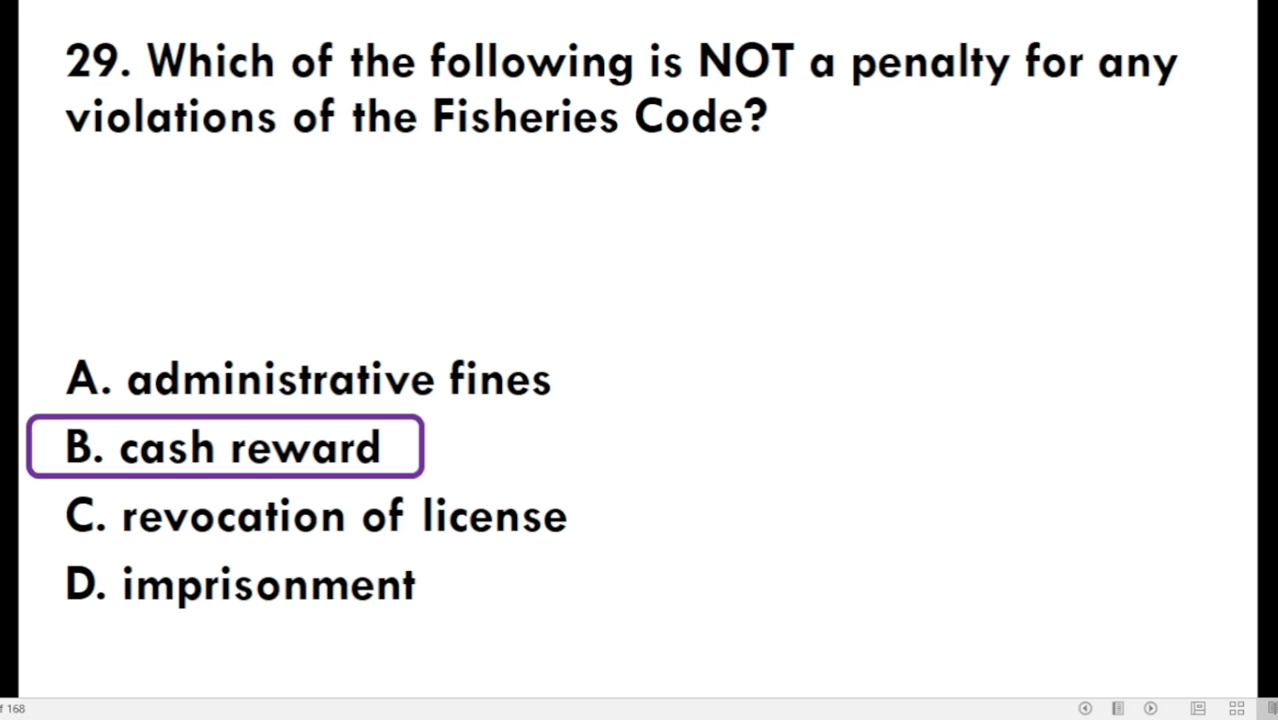 29. Which of the following is NOT a penalty for any
violations of the Fisheries Code?
A. administrative fines
B. cash reward
C. revocation of license
D. imprisonment
f 168